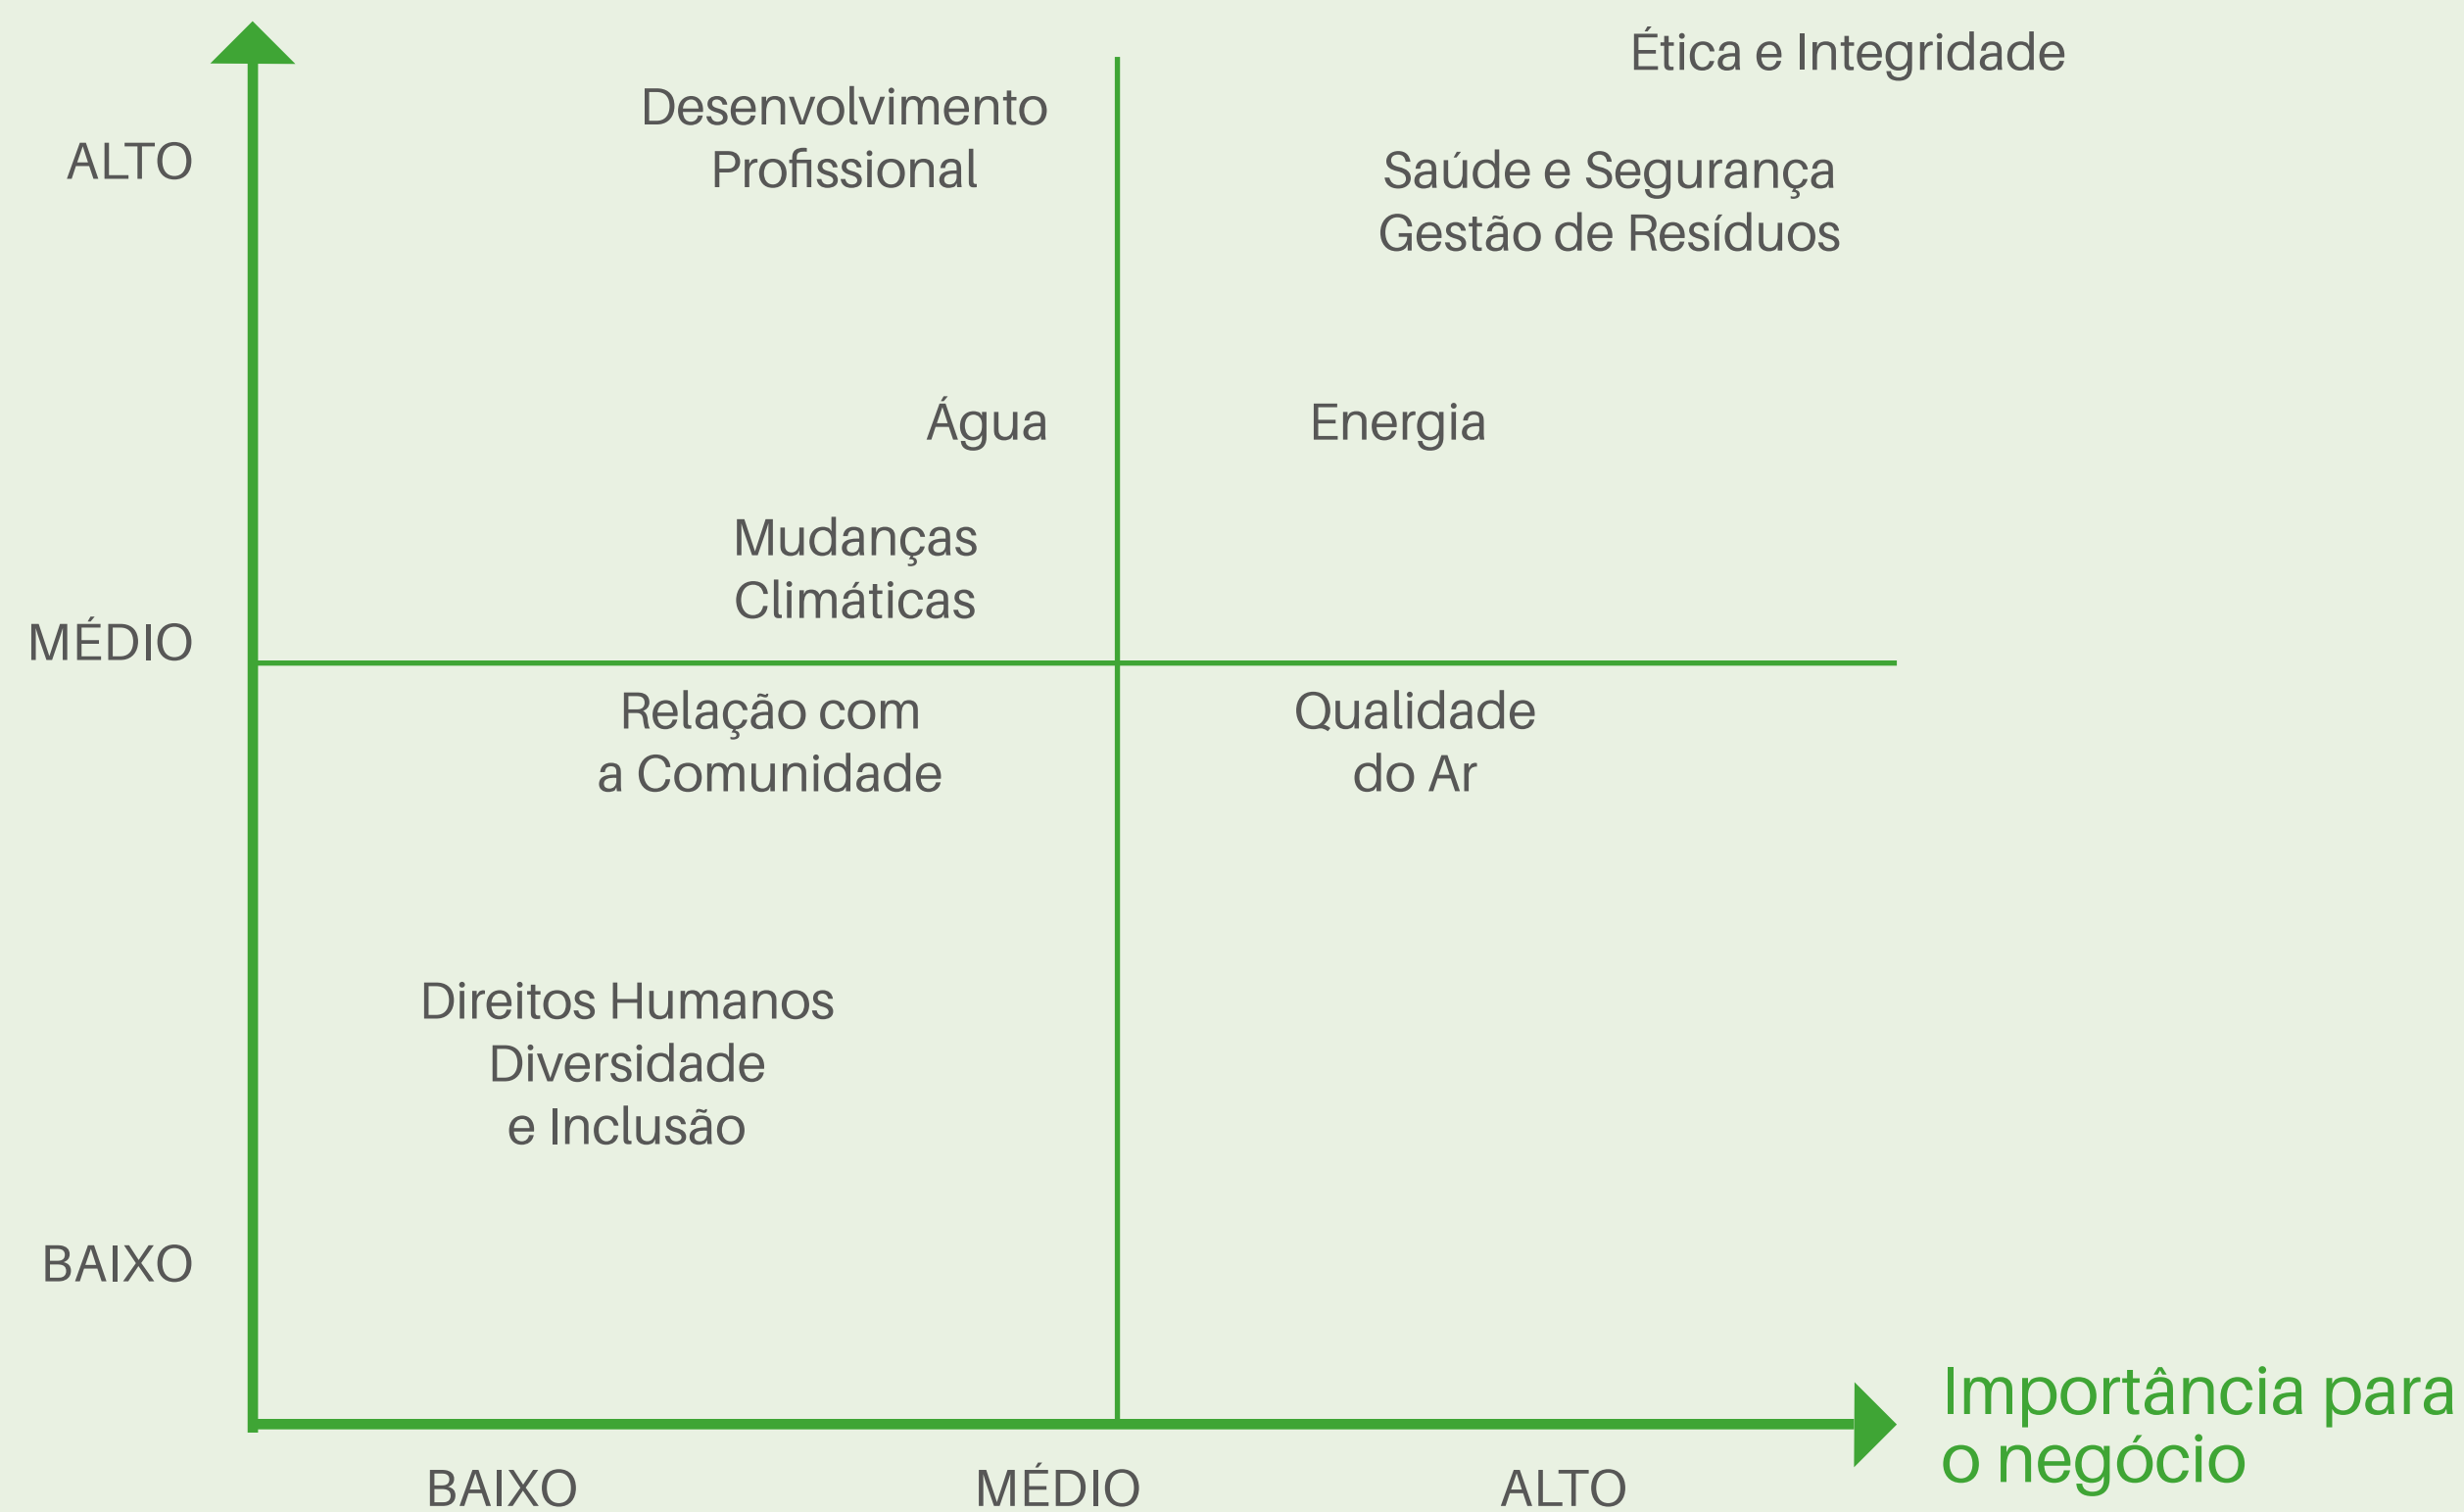 Ética e Integridade
Desenvolvimento
Profissional
ALTO
Saúde e Segurança
Gestão de Resíduos
Água
Energia
Mudanças
Climáticas
MÉDIO
Relação com
a Comunidade
Qualidade
do Ar
Direitos Humanos
Diversidade
e Inclusão
BAIXO
Importância para
o negócio
BAIXO
MÉDIO
ALTO